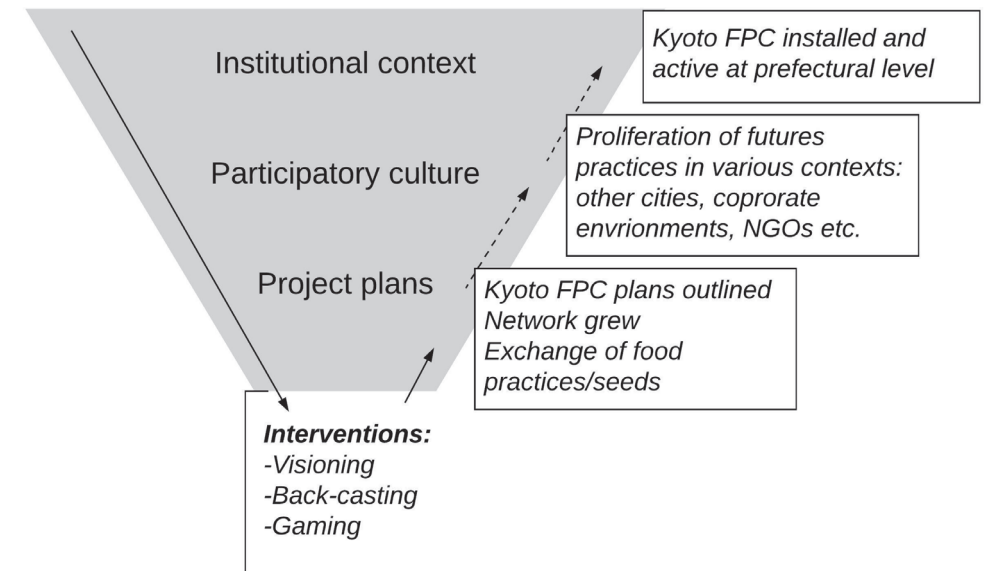 Institutional context
Kyoto FPC installed and
active at prefectural level
Participatory culture
Proliferation of futures
practices in various contexts:
other cities, coprorate
envrionments, NGOs etc.
Project plans
Kyoto FPC plans outlined
Network grew
Exchange of food
practices/seeds
Interventions:
-Visioning
-Back-casting
-Gaming